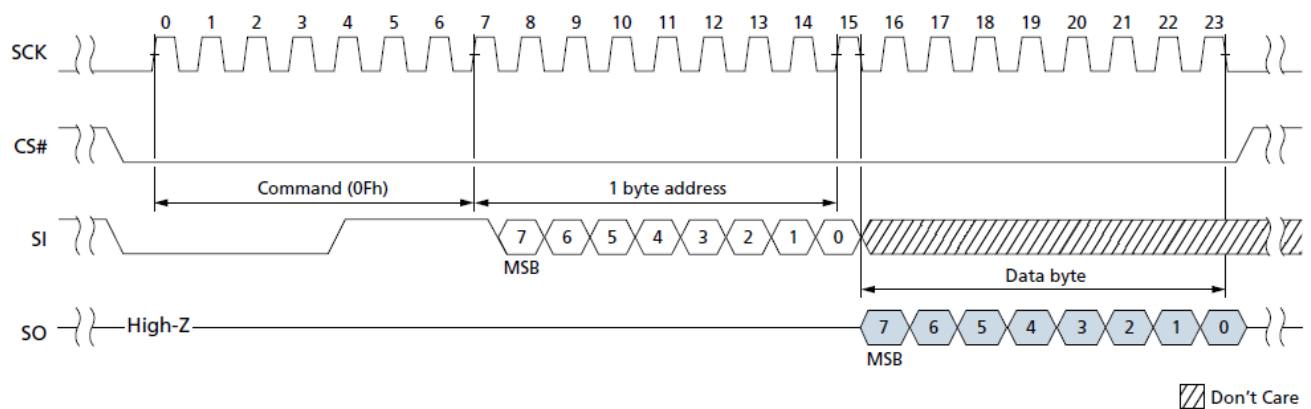 0 1 2 3 4 5 6 7 8 9 10 11 12 13 14 15 16 17 18 19 20 21 22 23
SCK
CS#
Command (0Fh) 1 byte address
SI 7 6 5 4 3 2 1 0
MSB
Data byte
SO High-Z 7 6 5 4 3 2 1 0
MSB
Don't Care